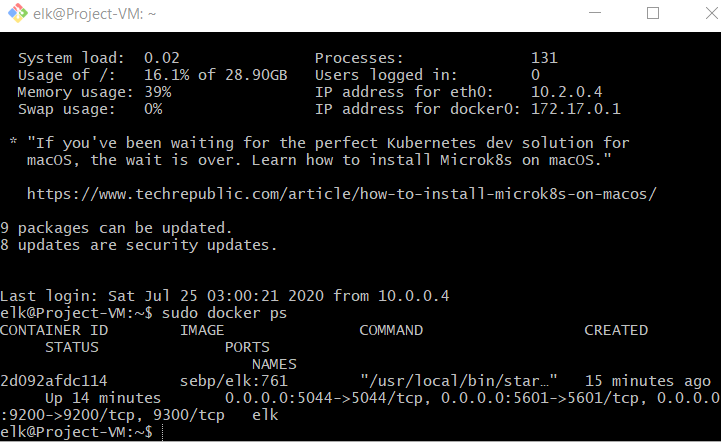 elk@Project-VM: ~
System load: 0.02 Processes: 131
Usage of /: 16.1% of 28.90GB Users logged in: 0
Memory usage: 39% IP address for eth0: 10.2.0.4
Swap usage: 0% IP address for docker0: 172.17.0.1
* "If you've been waiting for the perfect Kubernetes dev solution for
macOS, the wait is over. Learn how to install Microk8s on macOS."
https://www.techrepublic.com/article/how-to-install-microk8s-on-macos/
9 packages can be updated.
8 updates are security updates.
Last login: Sat Jul 25 03:00:21 2020 from 10.0.0.4
elk@Project-VM:~$ sudo docker ps
CONTAINER ID IMAGE COMMAND CREATED
STATUS PORTS
NAMES
2d092afdc114 sebp/elk:761 "/usr/local/bin/star…" 15 minutes ago
Up 14 minutes 0.0.0.0:5044->5044/tcp, 0.0.0.0:5601->5601/tcp, 0.0.0.0
:9200->9200/tcp, 9300/tcp elk
elk@Project-VM:~$